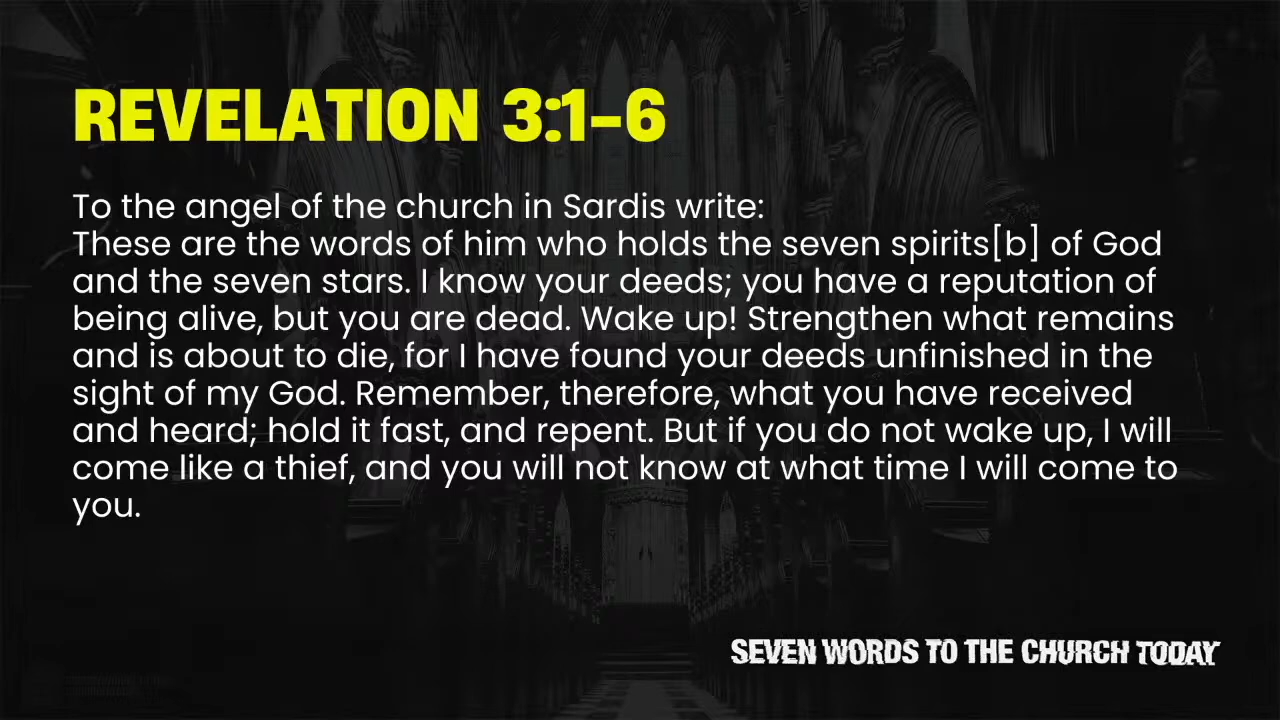 REVELATION 3:1-6
To the angel of the church in Sardis write:
These are the words of him who holds the seven spirits[b] of God
and the seven stars. I know your deeds; you have a reputation of
being alive, but you are dead. Wake up! Strengthen what remains
and is about to die, for I have found your deeds unfinished in the
sight of my God. Remember, therefore, what you have received
and heard; hold it fast, and repent. But if you do not wake up, I will
come like a thief, and you will not know at what time I will come to
you.
SEVEN WORDS TO THE CHURCH TODAY